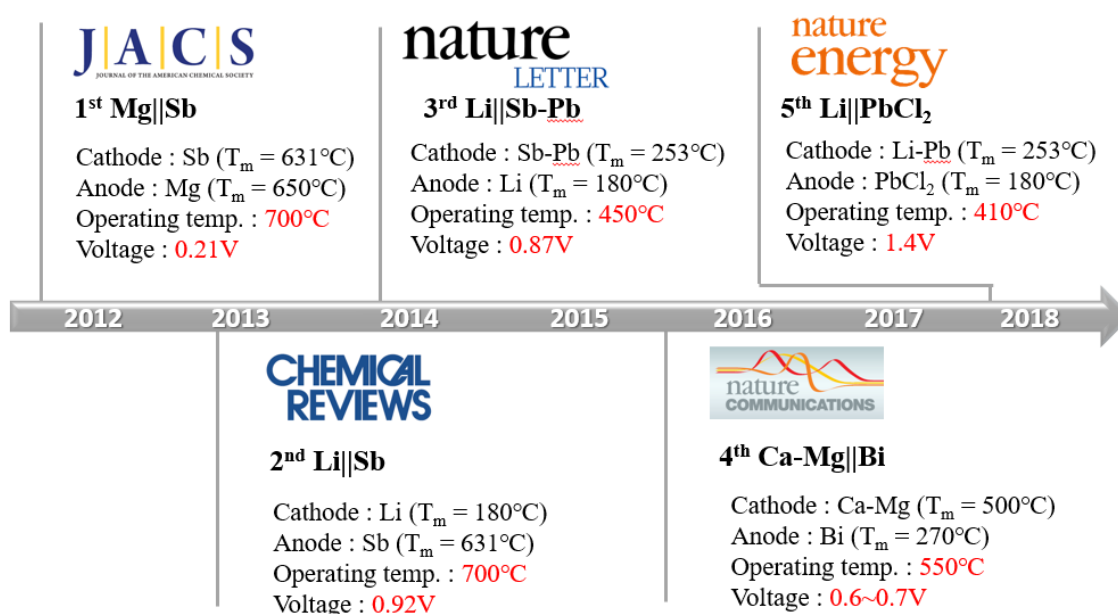 J|A|C|S
JOURNAL OF THE AMERICAN CHEMICAL SOCIETY
1st Mg||Sb
Cathode : Sb (Tm = 631℃)
Anode : Mg (Tm = 650℃)
Operating temp. : 700℃
Voltage : 0.21V
nature
LETTER
3rd Li||Sb-Pb
Cathode : Sb-Pb (Tm = 253℃)
Anode : Li (Tm = 180℃)
Operating temp. : 450℃
Voltage : 0.87V
nature
energy
5th Li||PbCl2
Cathode : Li-Pb (Tm = 253℃)
Anode : PbCl2 (Tm = 180℃)
Operating temp. : 410℃
Voltage : 1.4V
2012 2013 2014 2015 2016 2017 2018
CHEMICAL
REVIEWS
2nd Li||Sb
Cathode : Li (Tm = 180℃)
Anode : Sb (Tm = 631℃)
Operating temp. : 700℃
Voltage : 0.92V
nature
COMMUNICATIONS
4th Ca-Mg||Bi
Cathode : Ca-Mg (Tm = 500℃)
Anode : Bi (Tm = 270℃)
Operating temp. : 550℃
Voltage : 0.6~0.7V